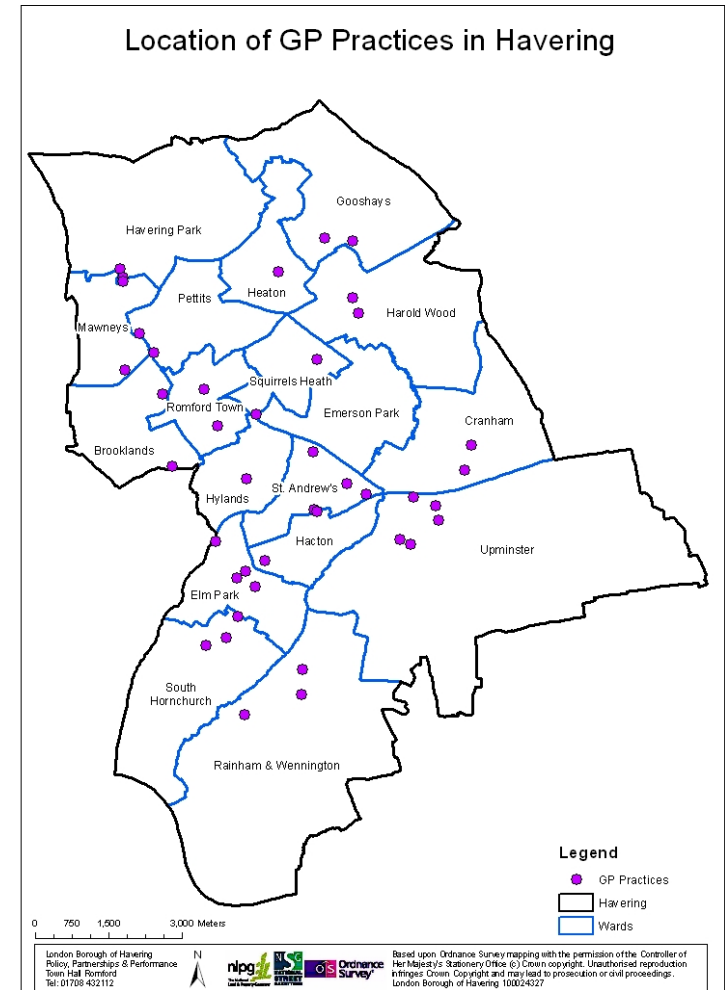 Location of GP Practices in Havering
Gooshays
Havering Park
Heaton
Pettits
Harold Wood
Mawneys
Squirrels Heath
Romford Town
Emerson Park
Cranham
Brooklands
St. Andrew's
Hylands
Hacton
Upminster
Elm Park
South
Hornchurch
Rainham & Wennington
Legend
GP Practices
Havering
Wards
0 750 1,500 3,000 Meters
London Borough of Havering
Policy, Partnerships & Performance
Town Hall Romford
Tel: 01708 432112
N
nlpg
NSG
NATIONAL
STREET
GAZETTEER
OS Ordnance
Survey
Based upon Ordnance Survey mapping with the permission of the Controller of
Her Majesty's Stationery Office (c) Crown copyright. Unauthorised reproduction
infringes Crown Copyright and may lead to prosecution or civil proceedings.
London Borough of Havering 100024327